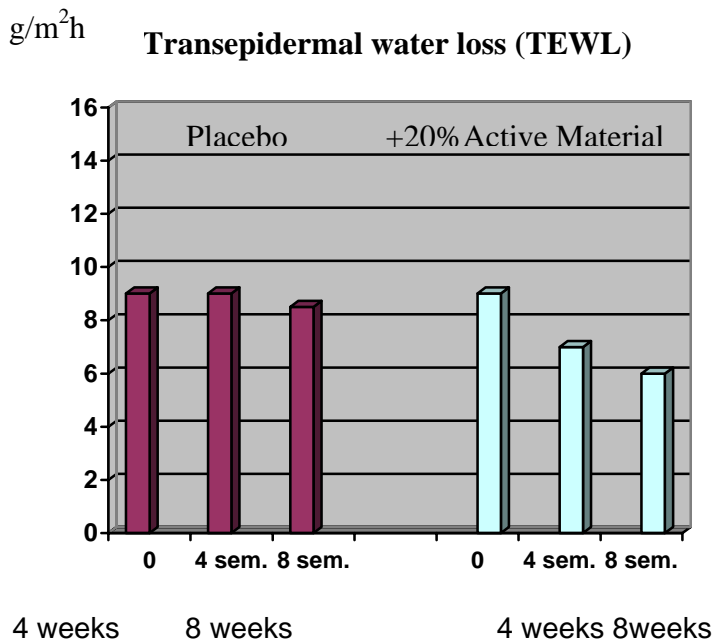 g/m²h
Transepidermal water loss (TEWL)
Placebo +20% Active Material
16
14
12
10
8
6
4
2
0
0 4 sem. 8 sem. 0 4 sem. 8 sem.
4 weeks 8 weeks 4 weeks 8weeks